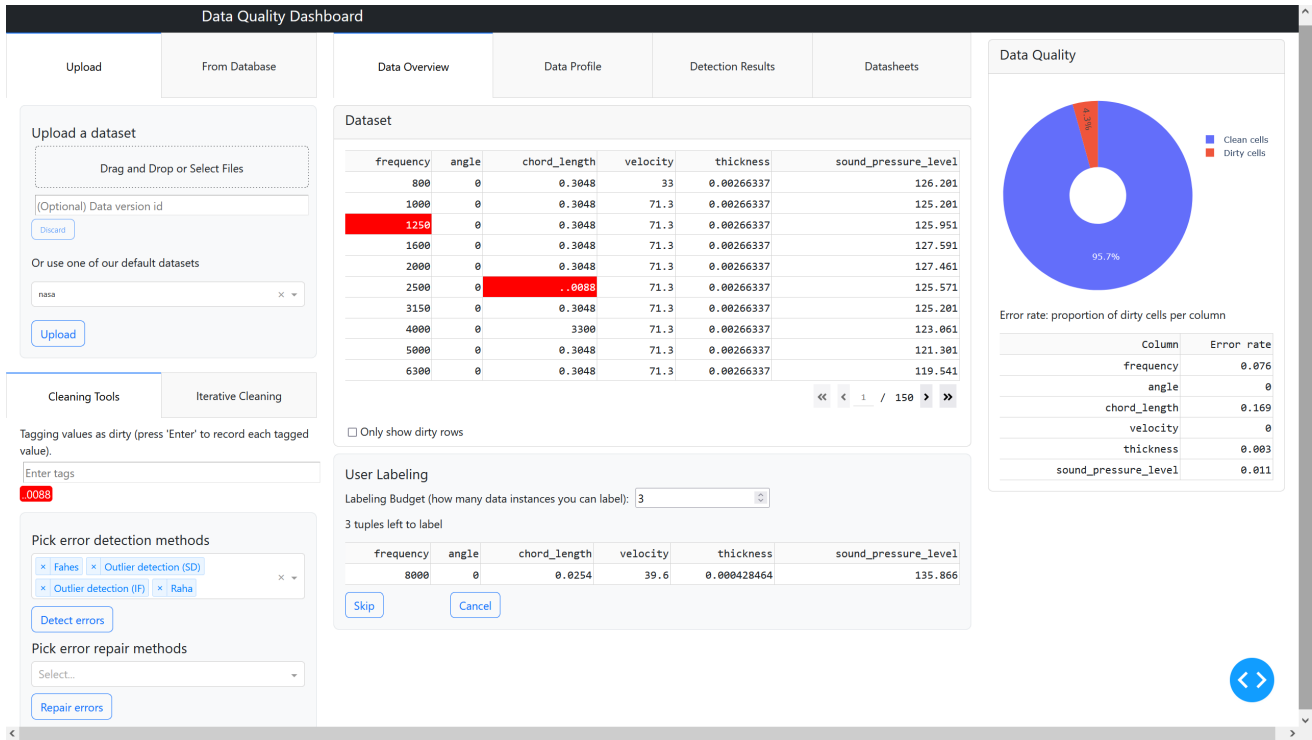 Data Quality Dashboard
Upload
From Database
Upload a dataset
Drag and Drop or Select Files
(Optional) Data version id
Discard
Or use one of our default datasets
nasa
Upload
Cleaning Tools
Iterative Cleaning
Tagging values as dirty (press 'Enter' to record each tagged
value).
Enter tags
..0088
Pick error detection methods
× Fahes × Outlier detection (SD)
× Outlier detection (IF) × Raha
Detect errors
Pick error repair methods
Select...
Repair errors
Data Overview
Data Profile
Detection Results
Datasheets
Dataset
frequency angle chord_length velocity thickness sound_pressure_level
800 0 0.3048 33 0.00266337 126.201
1000 0 0.3048 71.3 0.00266337 125.201
1250 0 0.3048 71.3 0.00266337 125.951
1600 0 0.3048 71.3 0.00266337 127.591
2000 0 0.3048 71.3 0.00266337 127.461
2500 0 ..0088 71.3 0.00266337 125.571
3150 0 0.3048 71.3 0.00266337 125.201
4000 0 3300 71.3 0.00266337 123.061
5000 0 0.3048 71.3 0.00266337 121.301
6300 0 0.3048 71.3 0.00266337 119.541
1 / 150
Only show dirty rows
User Labeling
Labeling Budget (how many data instances you can label): 3
3 tuples left to label
frequency angle chord_length velocity thickness sound_pressure_level
8000 0 0.0254 39.6 0.000428464 135.866
Skip
Cancel
Data Quality
4.3%
95.7%
Clean cells
Dirty cells
Error rate: proportion of dirty cells per column
Column Error rate
frequency 0.076
angle 0
chord_length 0.169
velocity 0
thickness 0.003
sound_pressure_level 0.011